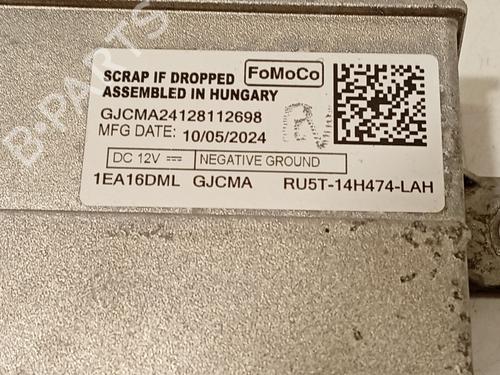 SCRAP IF DROPPED FoMoCo
ASSEMBLED IN HUNGARY
GJCMA24128112698
MFG DATE: 10/05/2024
DC 12V NEGATIVE GROUND
1EA16DML GJCMA RU5T-14H474-LAH
B-PARTS